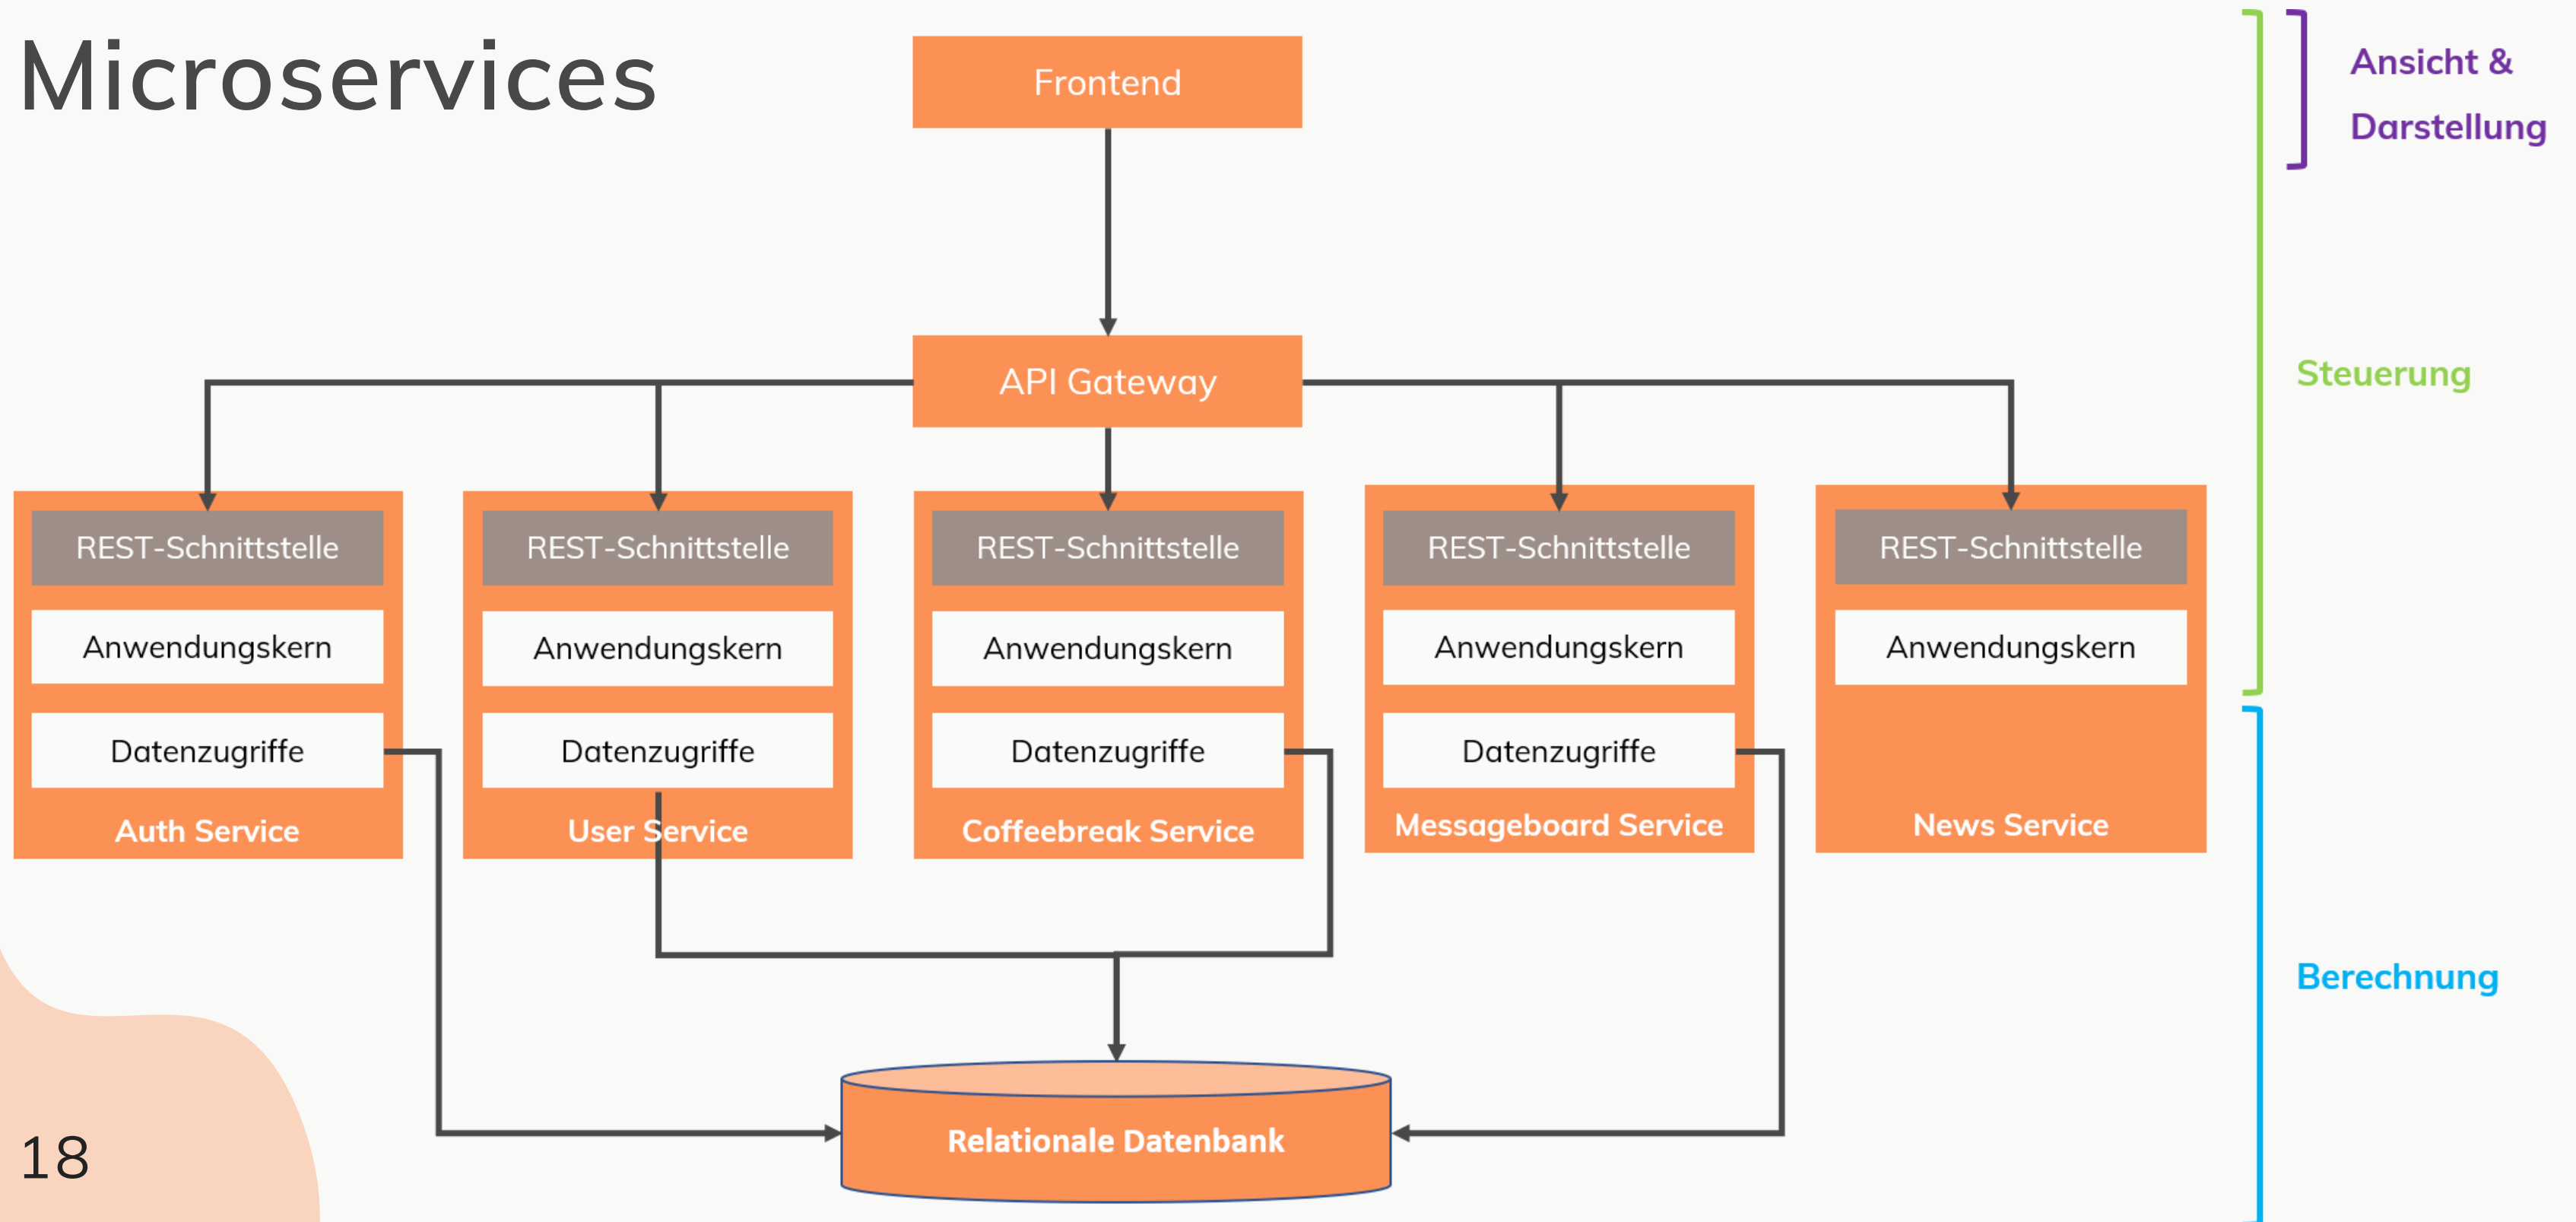 Microservices
Frontend
Ansicht &
Darstellung
API Gateway
Steuerung
REST-Schnittstelle
Anwendungskern
Datenzugriffe
Auth Service
REST-Schnittstelle
Anwendungskern
Datenzugriffe
User Service
REST-Schnittstelle
Anwendungskern
Datenzugriffe
Coffeebreak Service
REST-Schnittstelle
Anwendungskern
Datenzugriffe
Messageboard Service
REST-Schnittstelle
Anwendungskern
News Service
Berechnung
Relationale Datenbank
18